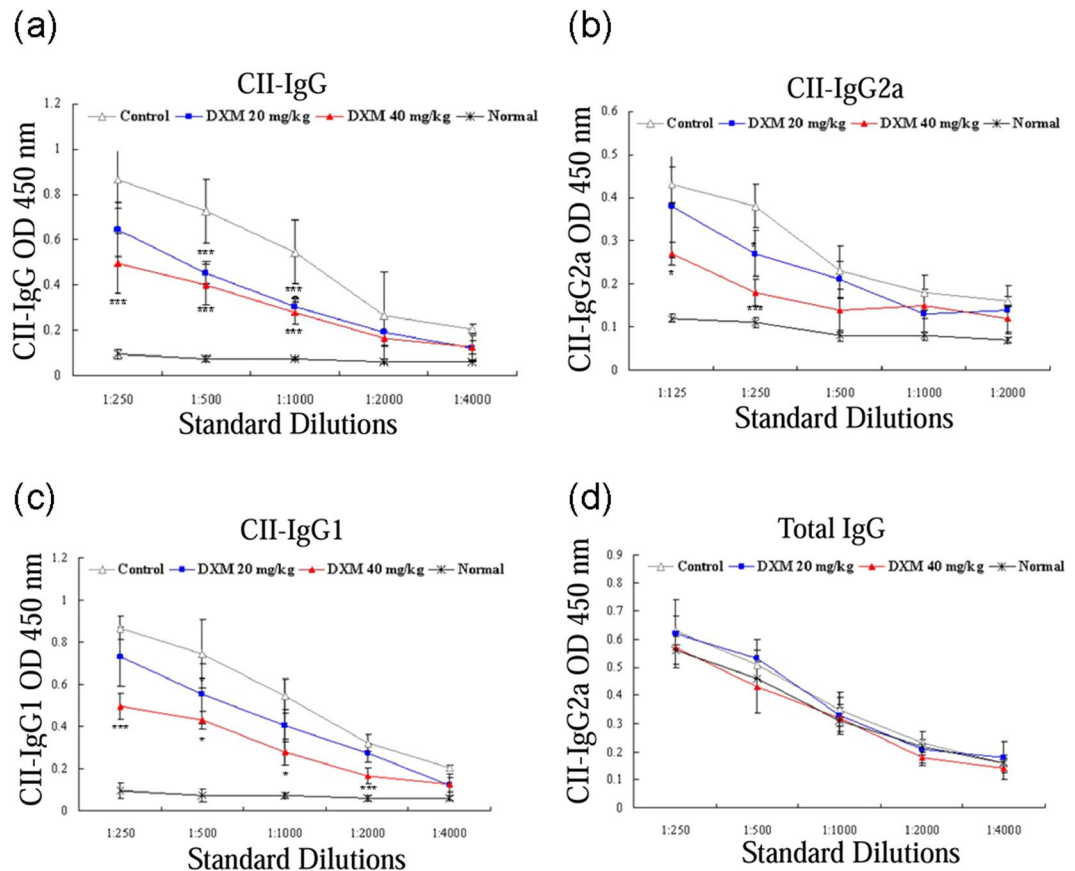 (a)
CII-IgG
Control DXM 20 mg/kg DXM 40 mg/kg Normal
CII-IgG OD 450 nm
1.2
1
0.8
0.6
0.4
0.2
0
*** *** *** *** ***
1:250 1:500 1:1000 1:2000 1:4000
Standard Dilutions
(b)
CII-IgG2a
Control DXM 20 mg/kg DXM 40 mg/kg Normal
CII-IgG2a OD 450 nm
0.6
0.5
0.4
0.3
0.2
0.1
0
* * ***
1:125 1:250 1:500 1:1000 1:2000
Standard Dilutions
(c)
CII-IgG1
Control DXM 20 mg/kg DXM 40 mg/kg Normal
CII-IgG1 OD 450 nm
1.2
1
0.8
0.6
0.4
0.2
0
*** * * * ***
1:250 1:500 1:1000 1:2000 1:4000
Standard Dilutions
(d)
Total IgG
Control DXM 20 mg/kg DXM 40 mg/kg Normal
CII-IgG2a OD 450 nm
0.9
0.8
0.7
0.6
0.5
0.4
0.3
0.2
0.1
0
1:250 1:500 1:1000 1:2000 1:4000
Standard Dilutions